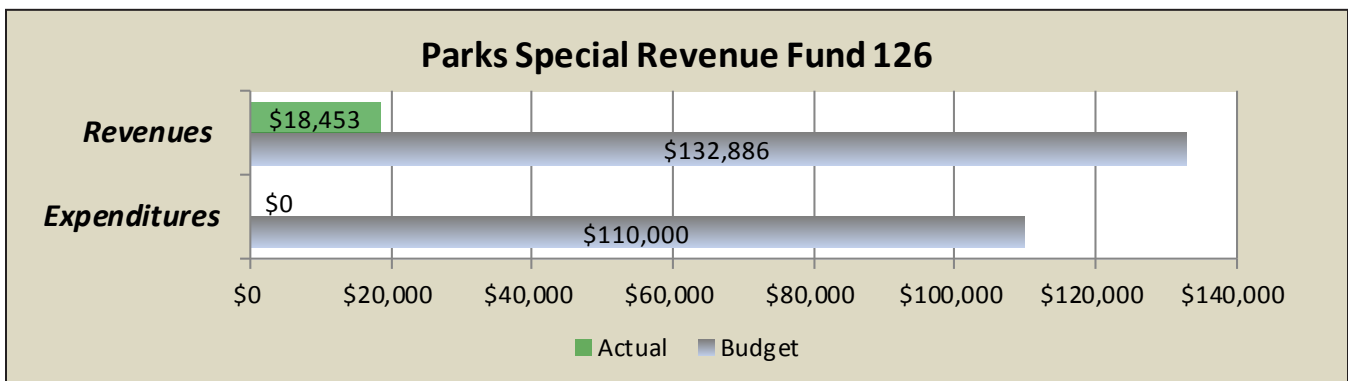 Parks Special Revenue Fund 126
Revenues
$18,453
$132,886
Expenditures
$0
$110,000
$0 $20,000 $40,000 $60,000 $80,000 $100,000 $120,000 $140,000
Actual Budget